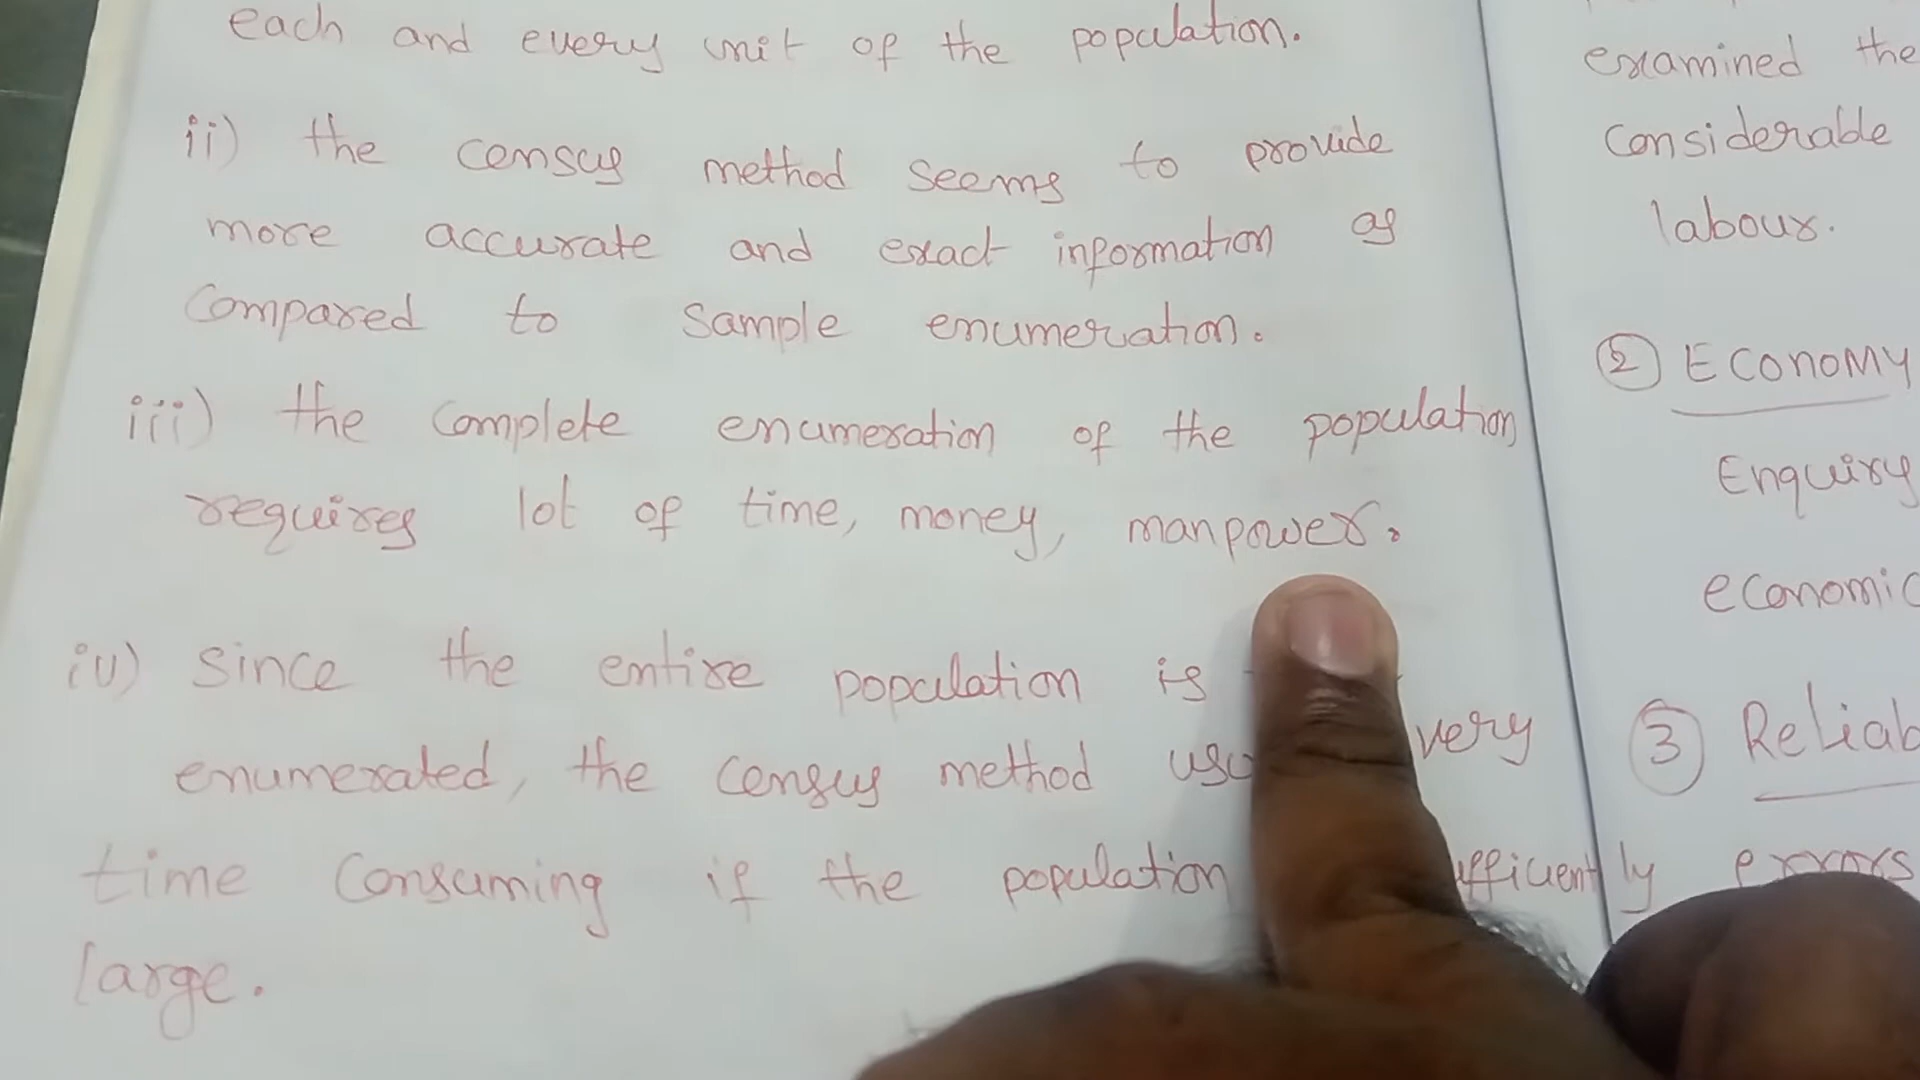 each and every unit of the population.
ii) the census method seems to provide
more accurate and exact information as
compared to sample enumeration.
iii) the complete enumeration of the population
requires lot of time, money, manpower.
iv) Since the entire population is
enumerated, the census method very
time consuming if the population
large.
examined the
considerable
labour.
② ECONOMY
Enquiry
economic
③
errors